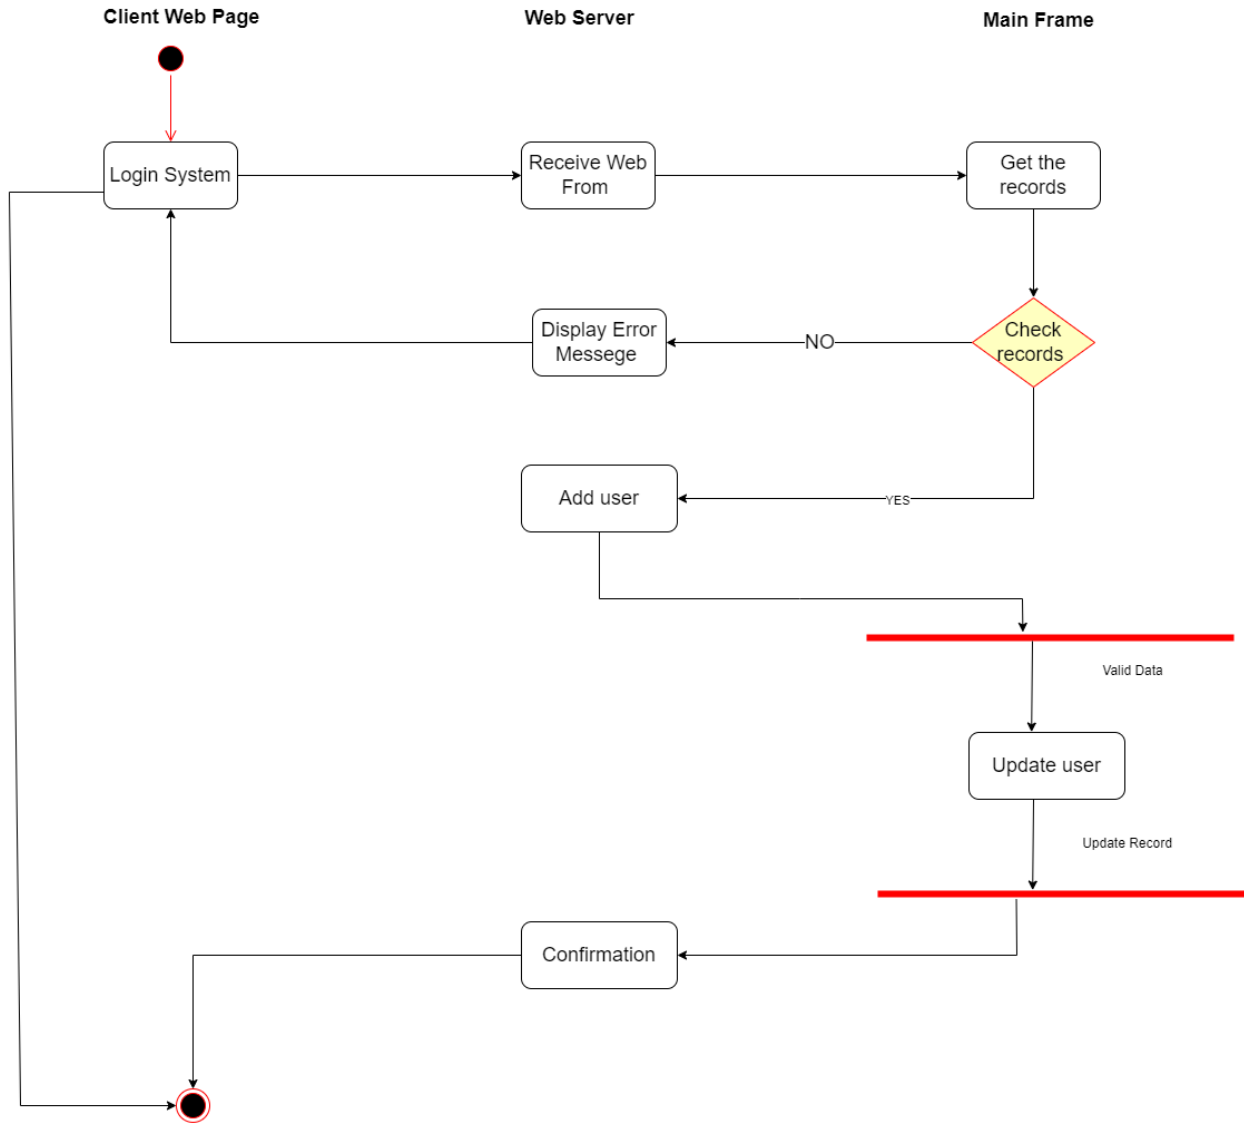 Client Web Page
Web Server
Main Frame
Login System
Receive Web
From
Get the
records
Display Error
Messege
NO
Check
records
Add user
YES
Valid Data
Update user
Update Record
Confirmation